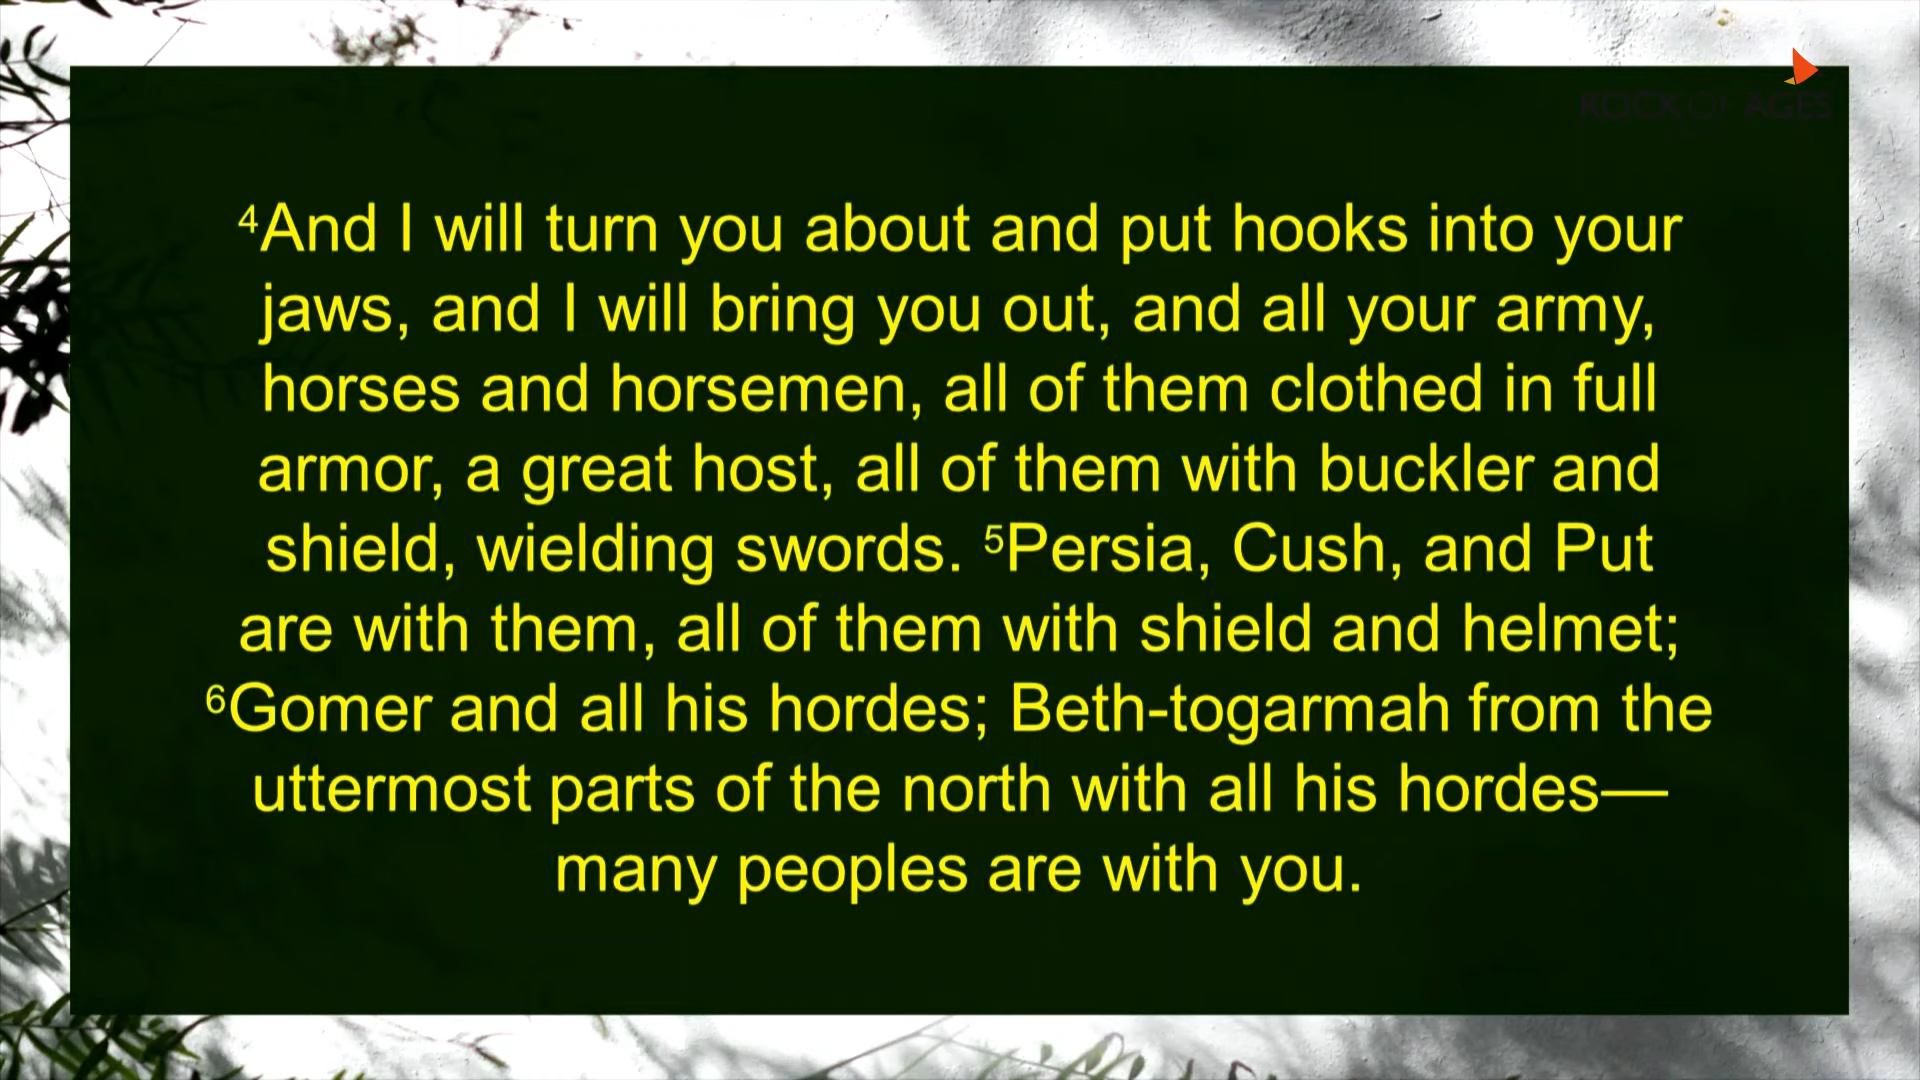 ROCK OF AGES
⁴And I will turn you about and put hooks into your
jaws, and I will bring you out, and all your army,
horses and horsemen, all of them clothed in full
armor, a great host, all of them with buckler and
shield, wielding swords. ⁵Persia, Cush, and Put
are with them, all of them with shield and helmet;
⁶Gomer and all his hordes; Beth-togarmah from the
uttermost parts of the north with all his hordes—
many peoples are with you.